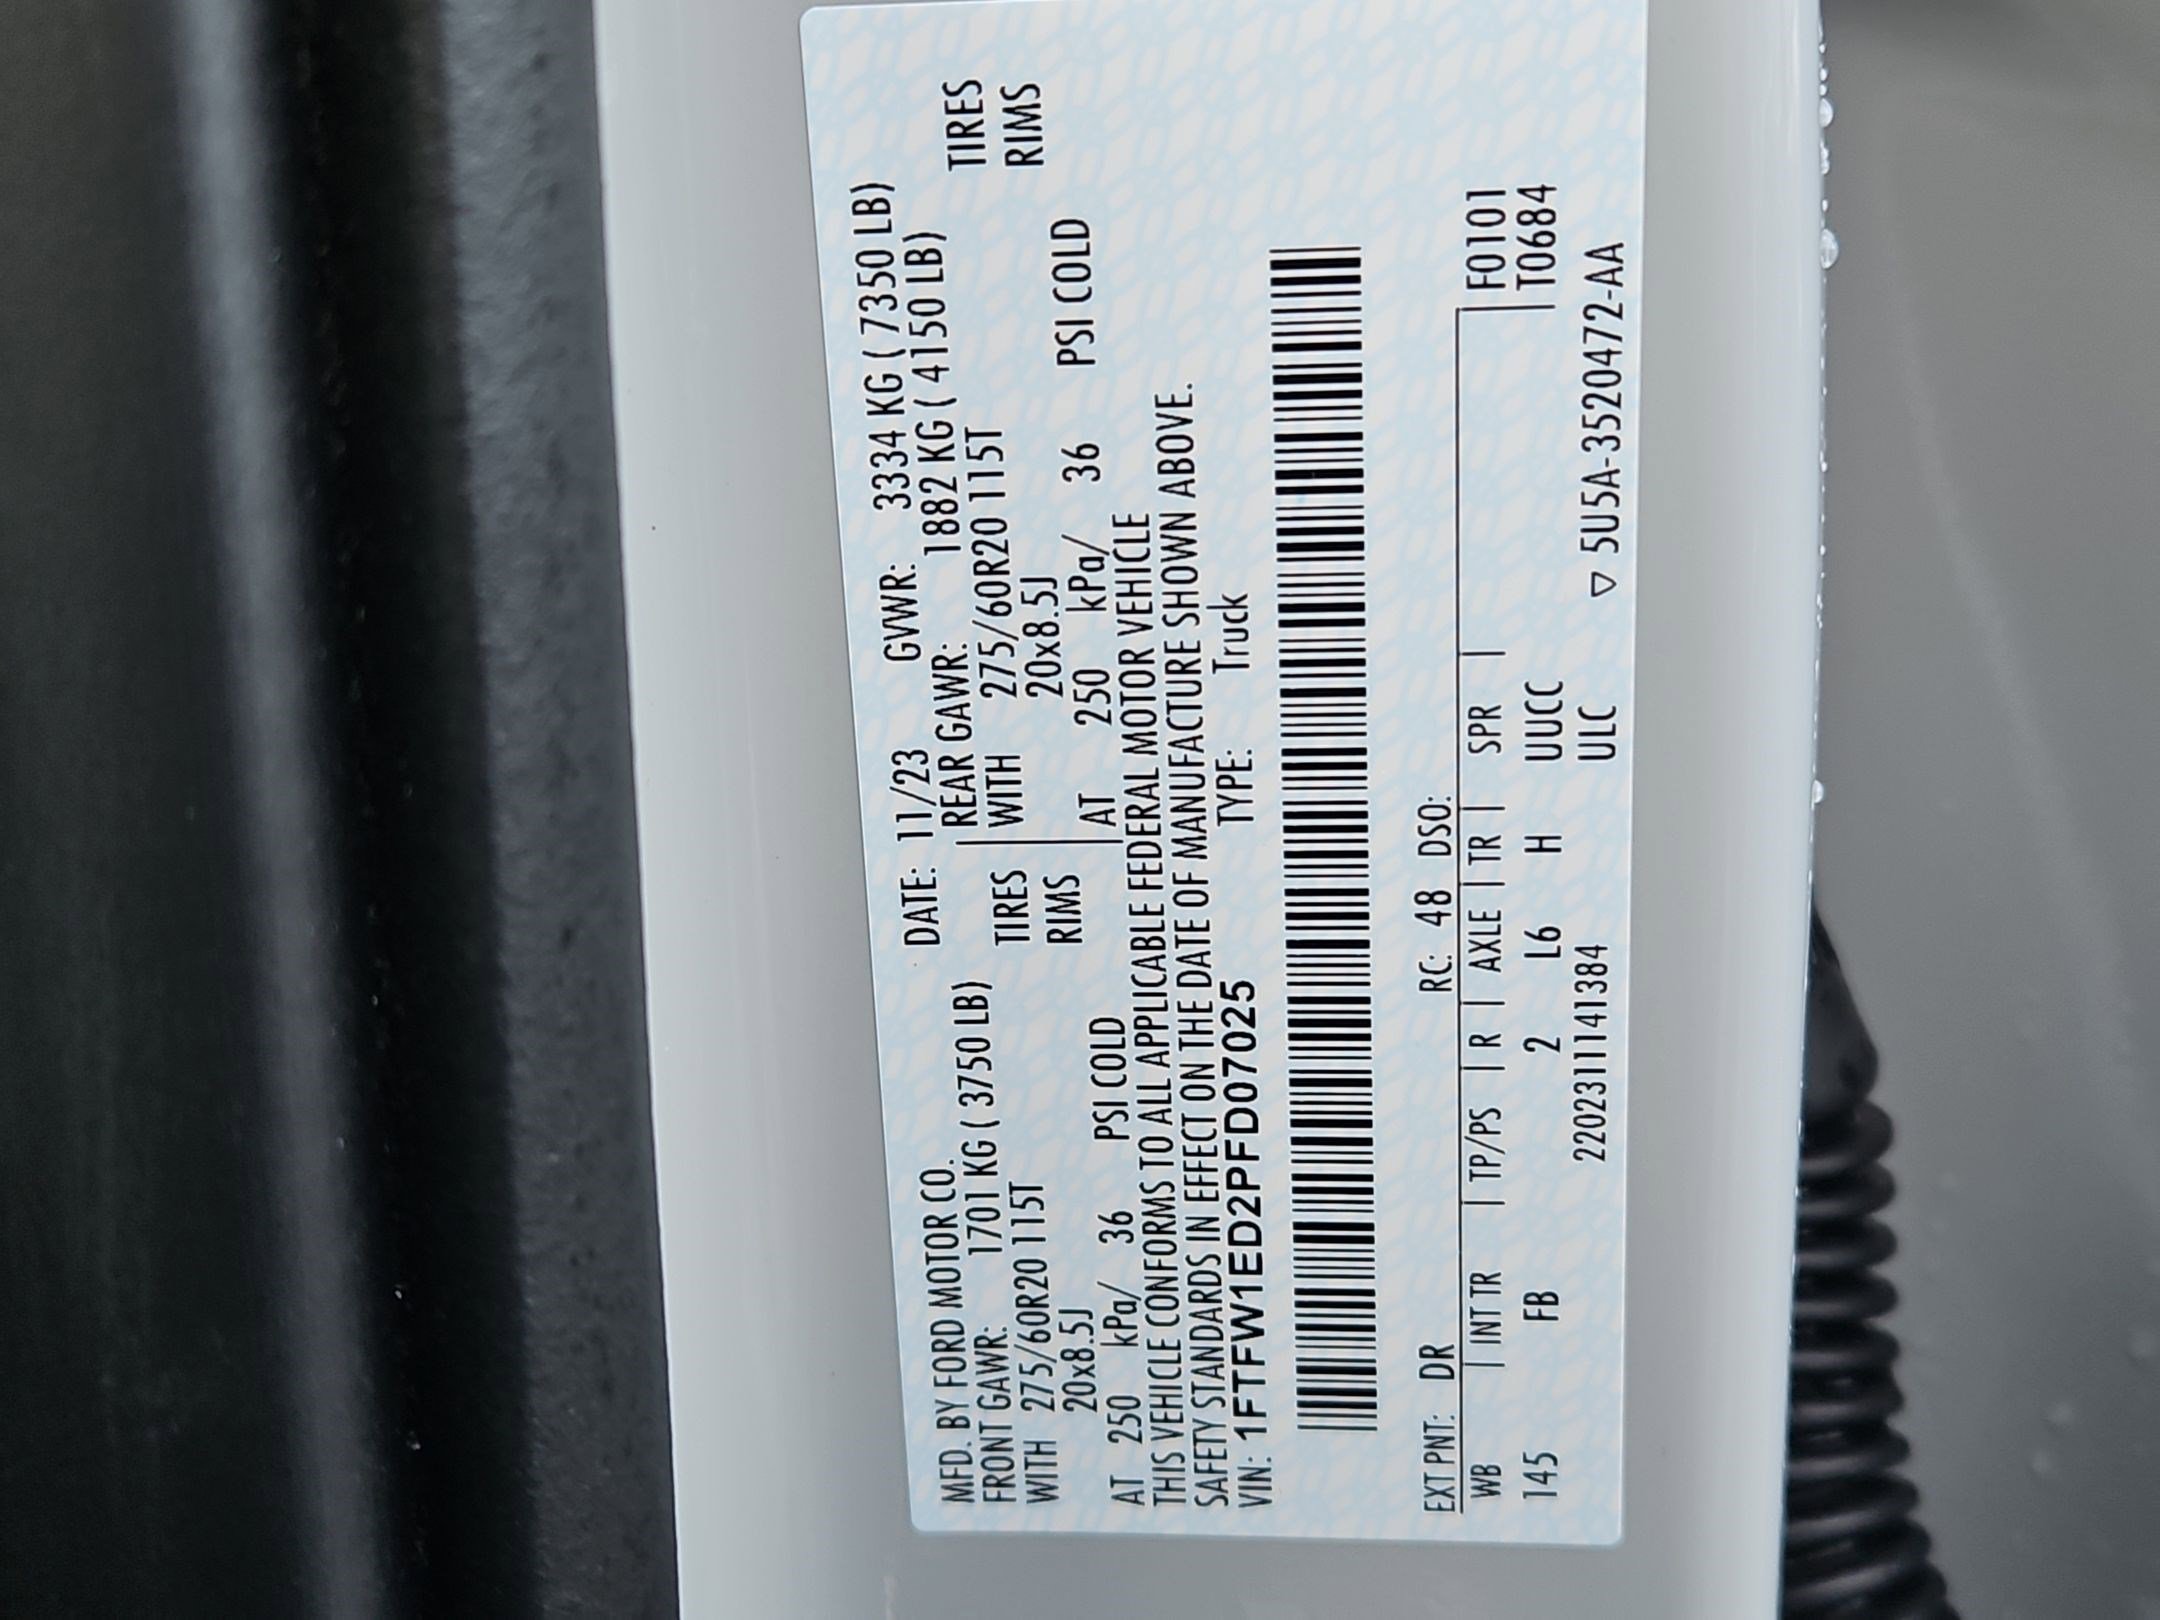 MFD. BY FORD MOTOR CO. DATE: 11/23 GVWR: 3334 KG ( 7350 LB)
FRONT GAWR: 1701 KG ( 3750 LB) REAR GAWR: 1882 KG ( 4150 LB)
WITH 275/60R20 115T TIRES WITH 275/60R20 115T TIRES
20x8.5J RIMS 20x8.5J RIMS
AT 250 kPa/ 36 PSI COLD AT 250 kPa/ 36 PSI COLD
THIS VEHICLE CONFORMS TO ALL APPLICABLE FEDERAL MOTOR VEHICLE
SAFETY STANDARDS IN EFFECT ON THE DATE OF MANUFACTURE SHOWN ABOVE.
VIN: 1FTFW1ED2PFD07025 TYPE: Truck
EXT PNT: DR RC: 48 DSO:
WB | INT TR | TP/PS | R | AXLE | TR | SPR | F0101
145 FB 2 L6 H UUCC T0684
22023111141384 ULC ▽ 5U5A-3520472-AA